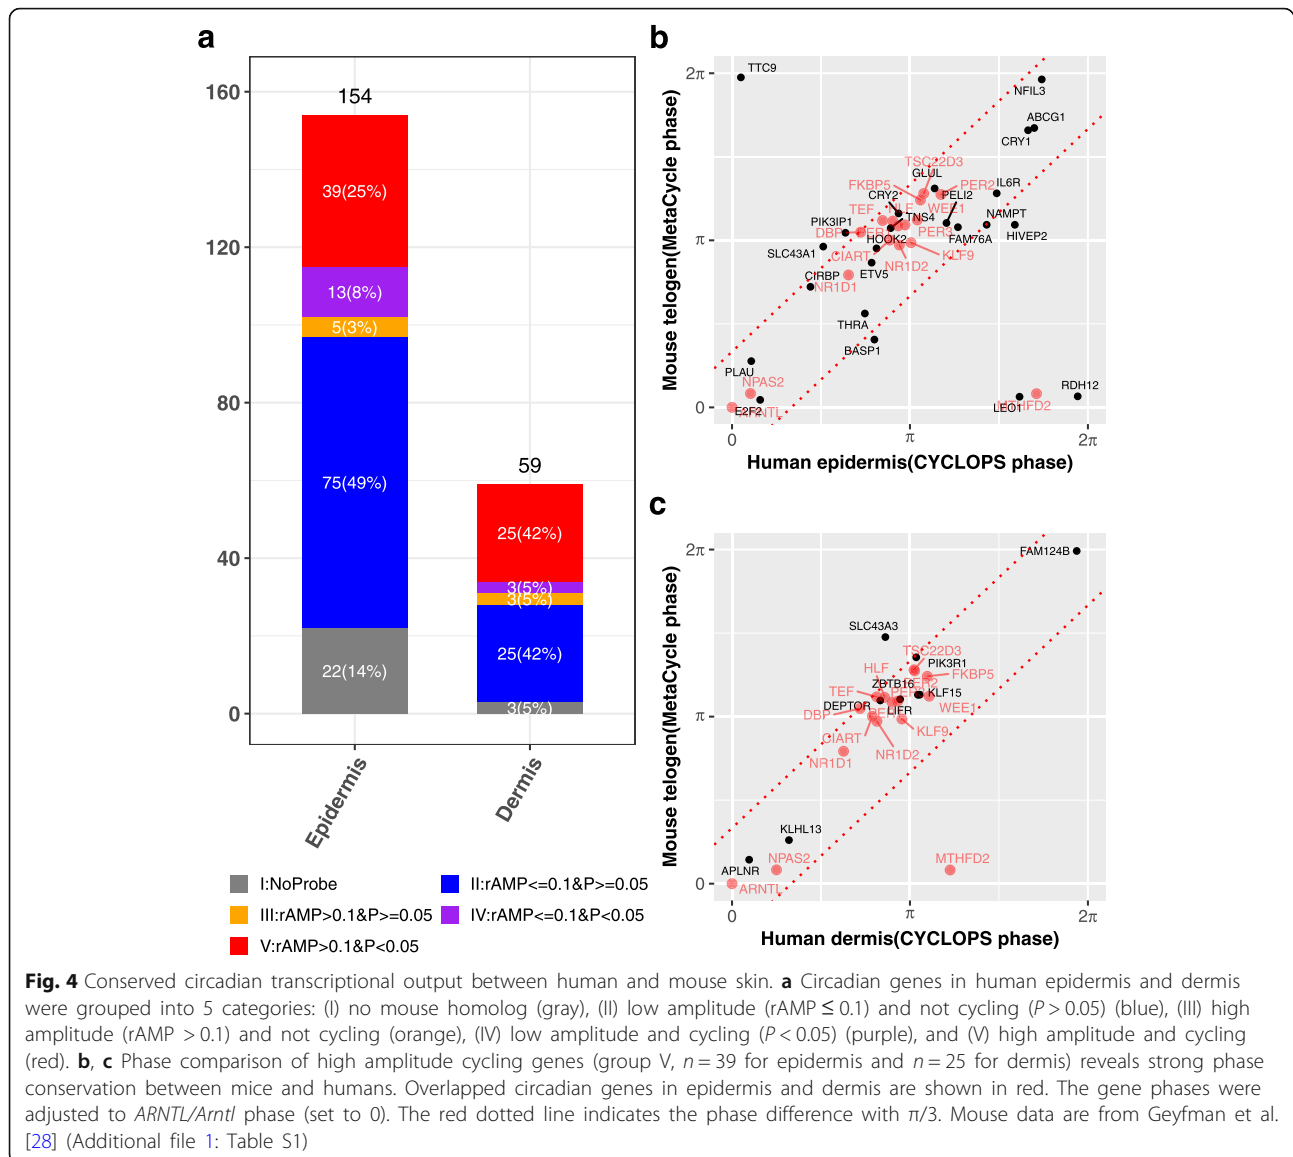 a
160
120
80
40
0
154
39(25%)
13(8%)
5(3%)
75(49%)
22(14%)
59
25(42%)
3(5%)
3(5%)
25(42%)
3(5%)
Epidermis
Dermis
I:NoProbe
II:rAMP<=0.1&P>=0.05
III:rAMP>0.1&P>=0.05
IV:rAMP<=0.1&P<0.05
V:rAMP>0.1&P<0.05
b
Mouse telogen(MetaCycle phase)
2π
π
0
TTC9
NFIL3
ABCG1
CRY1
TSC22D3
GLUL
FKBP5
PER2
CRY2
PELI2
IL6R
TEF
HLF
WEE1
TNS4
NAMPT
PIK3IP1
DBP
PER3
HOOK2
FAM76A
HIVEP2
SLC43A1
CIART
KLF9
NR1D2
ETV5
CIRBP
NR1D1
THRA
BASP1
PLAU
NPAS2
E2F2
ARNTL
RDH12
LEO1
MTHFD2
0
π
2π
Human epidermis(CYCLOPS phase)
c
Mouse telogen(MetaCycle phase)
2π
π
0
FAM124B
SLC43A3
TSC22D3
PIK3R1
HLF
FKBP5
ZBTB16
PER2
TEF
KLF15
DEPTOR
LIFR
WEE1
DBP
CIART
KLF9
NR1D2
NR1D1
KLHL13
NPAS2
APLNR
ARNTL
MTHFD2
0
π
2π
Human dermis(CYCLOPS phase)
Fig. 4 Conserved circadian transcriptional output between human and mouse skin. a Circadian genes in human epidermis and dermis
were grouped into 5 categories: (I) no mouse homolog (gray), (II) low amplitude (rAMP ≤ 0.1) and not cycling (P > 0.05) (blue), (III) high
amplitude (rAMP > 0.1) and not cycling (orange), (IV) low amplitude and cycling (P < 0.05) (purple), and (V) high amplitude and cycling
(red). b, c Phase comparison of high amplitude cycling genes (group V, n = 39 for epidermis and n = 25 for dermis) reveals strong phase
conservation between mice and humans. Overlapped circadian genes in epidermis and dermis are shown in red. The gene phases were
adjusted to ARNTL/Arntl phase (set to 0). The red dotted line indicates the phase difference with π/3. Mouse data are from Geyfman et al.
[28] (Additional file 1: Table S1)